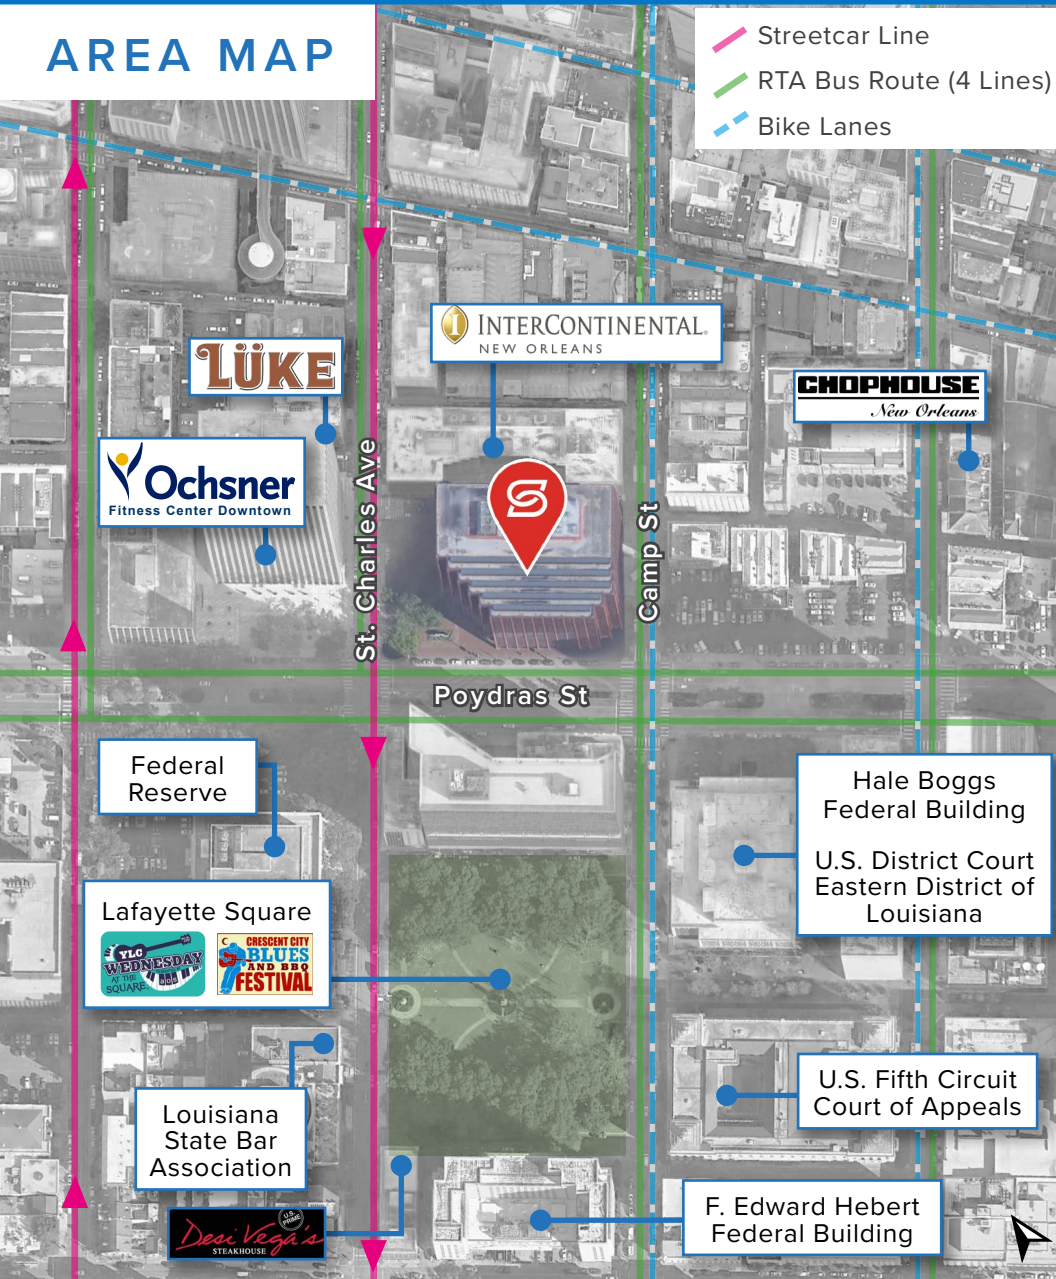 AREA MAP
Streetcar Line
RTA Bus Route (4 Lines)
Bike Lanes
INTERCONTINENTAL®
NEW ORLEANS
LÜKE
CHOPHOUSE
New Orleans
Ochsner
Fitness Center Downtown
St. Charles Ave
Camp St
Poydras St
Federal
Reserve
Hale Boggs
Federal Building
U.S. District Court
Eastern District of
Louisiana
Lafayette Square
YLC
WEDNESDAY
AT THE
SQUARE
CRESCENT CITY
BLUES
AND BBQ
FESTIVAL
U.S. Fifth Circuit
Court of Appeals
Louisiana
State Bar
Association
F. Edward Hebert
Federal Building
U.S.
PRIME
Desi Vega's
STEAKHOUSE